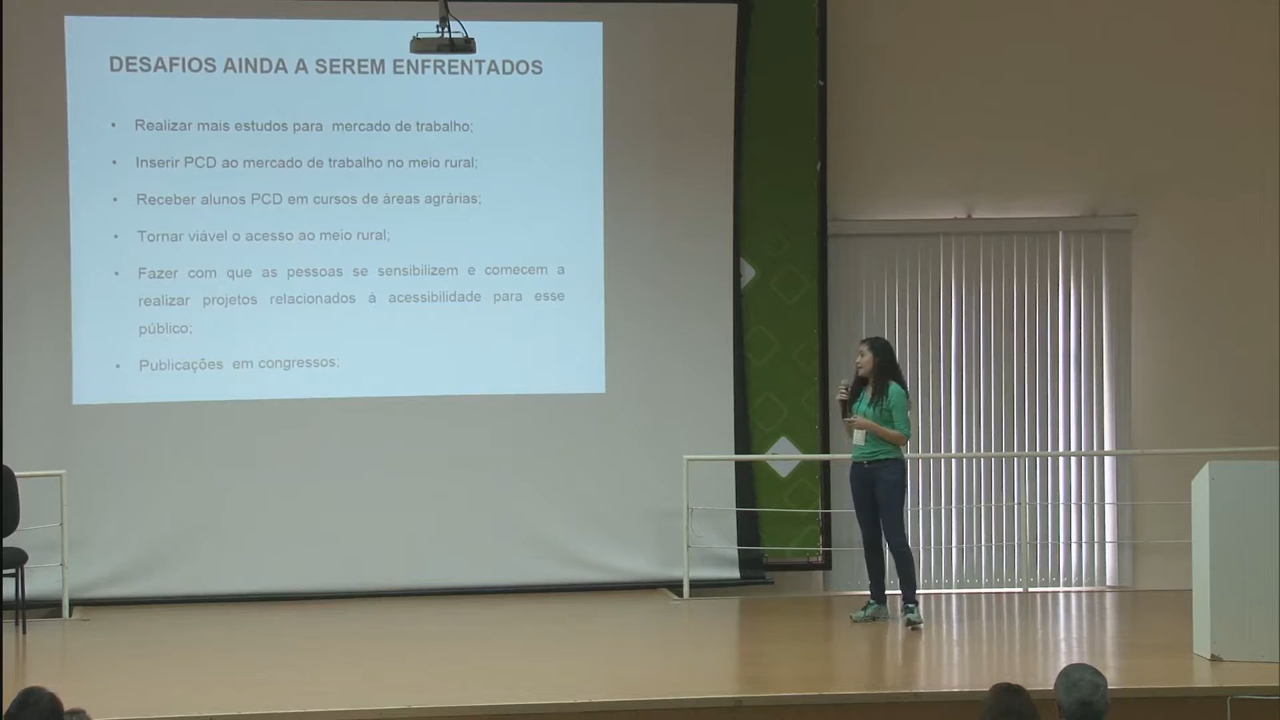 DESAFIOS AINDA A SEREM ENFRENTADOS
• Realizar mais estudos para mercado de trabalho;
• Inserir PCD ao mercado de trabalho no meio rural;
• Receber alunos PCD em cursos de áreas agrárias;
• Tornar viável o acesso ao meio rural;
• Fazer com que as pessoas se sensibilizem e comecem a
realizar projetos relacionados á acessibilidade para esse
público;
• Publicações em congressos;